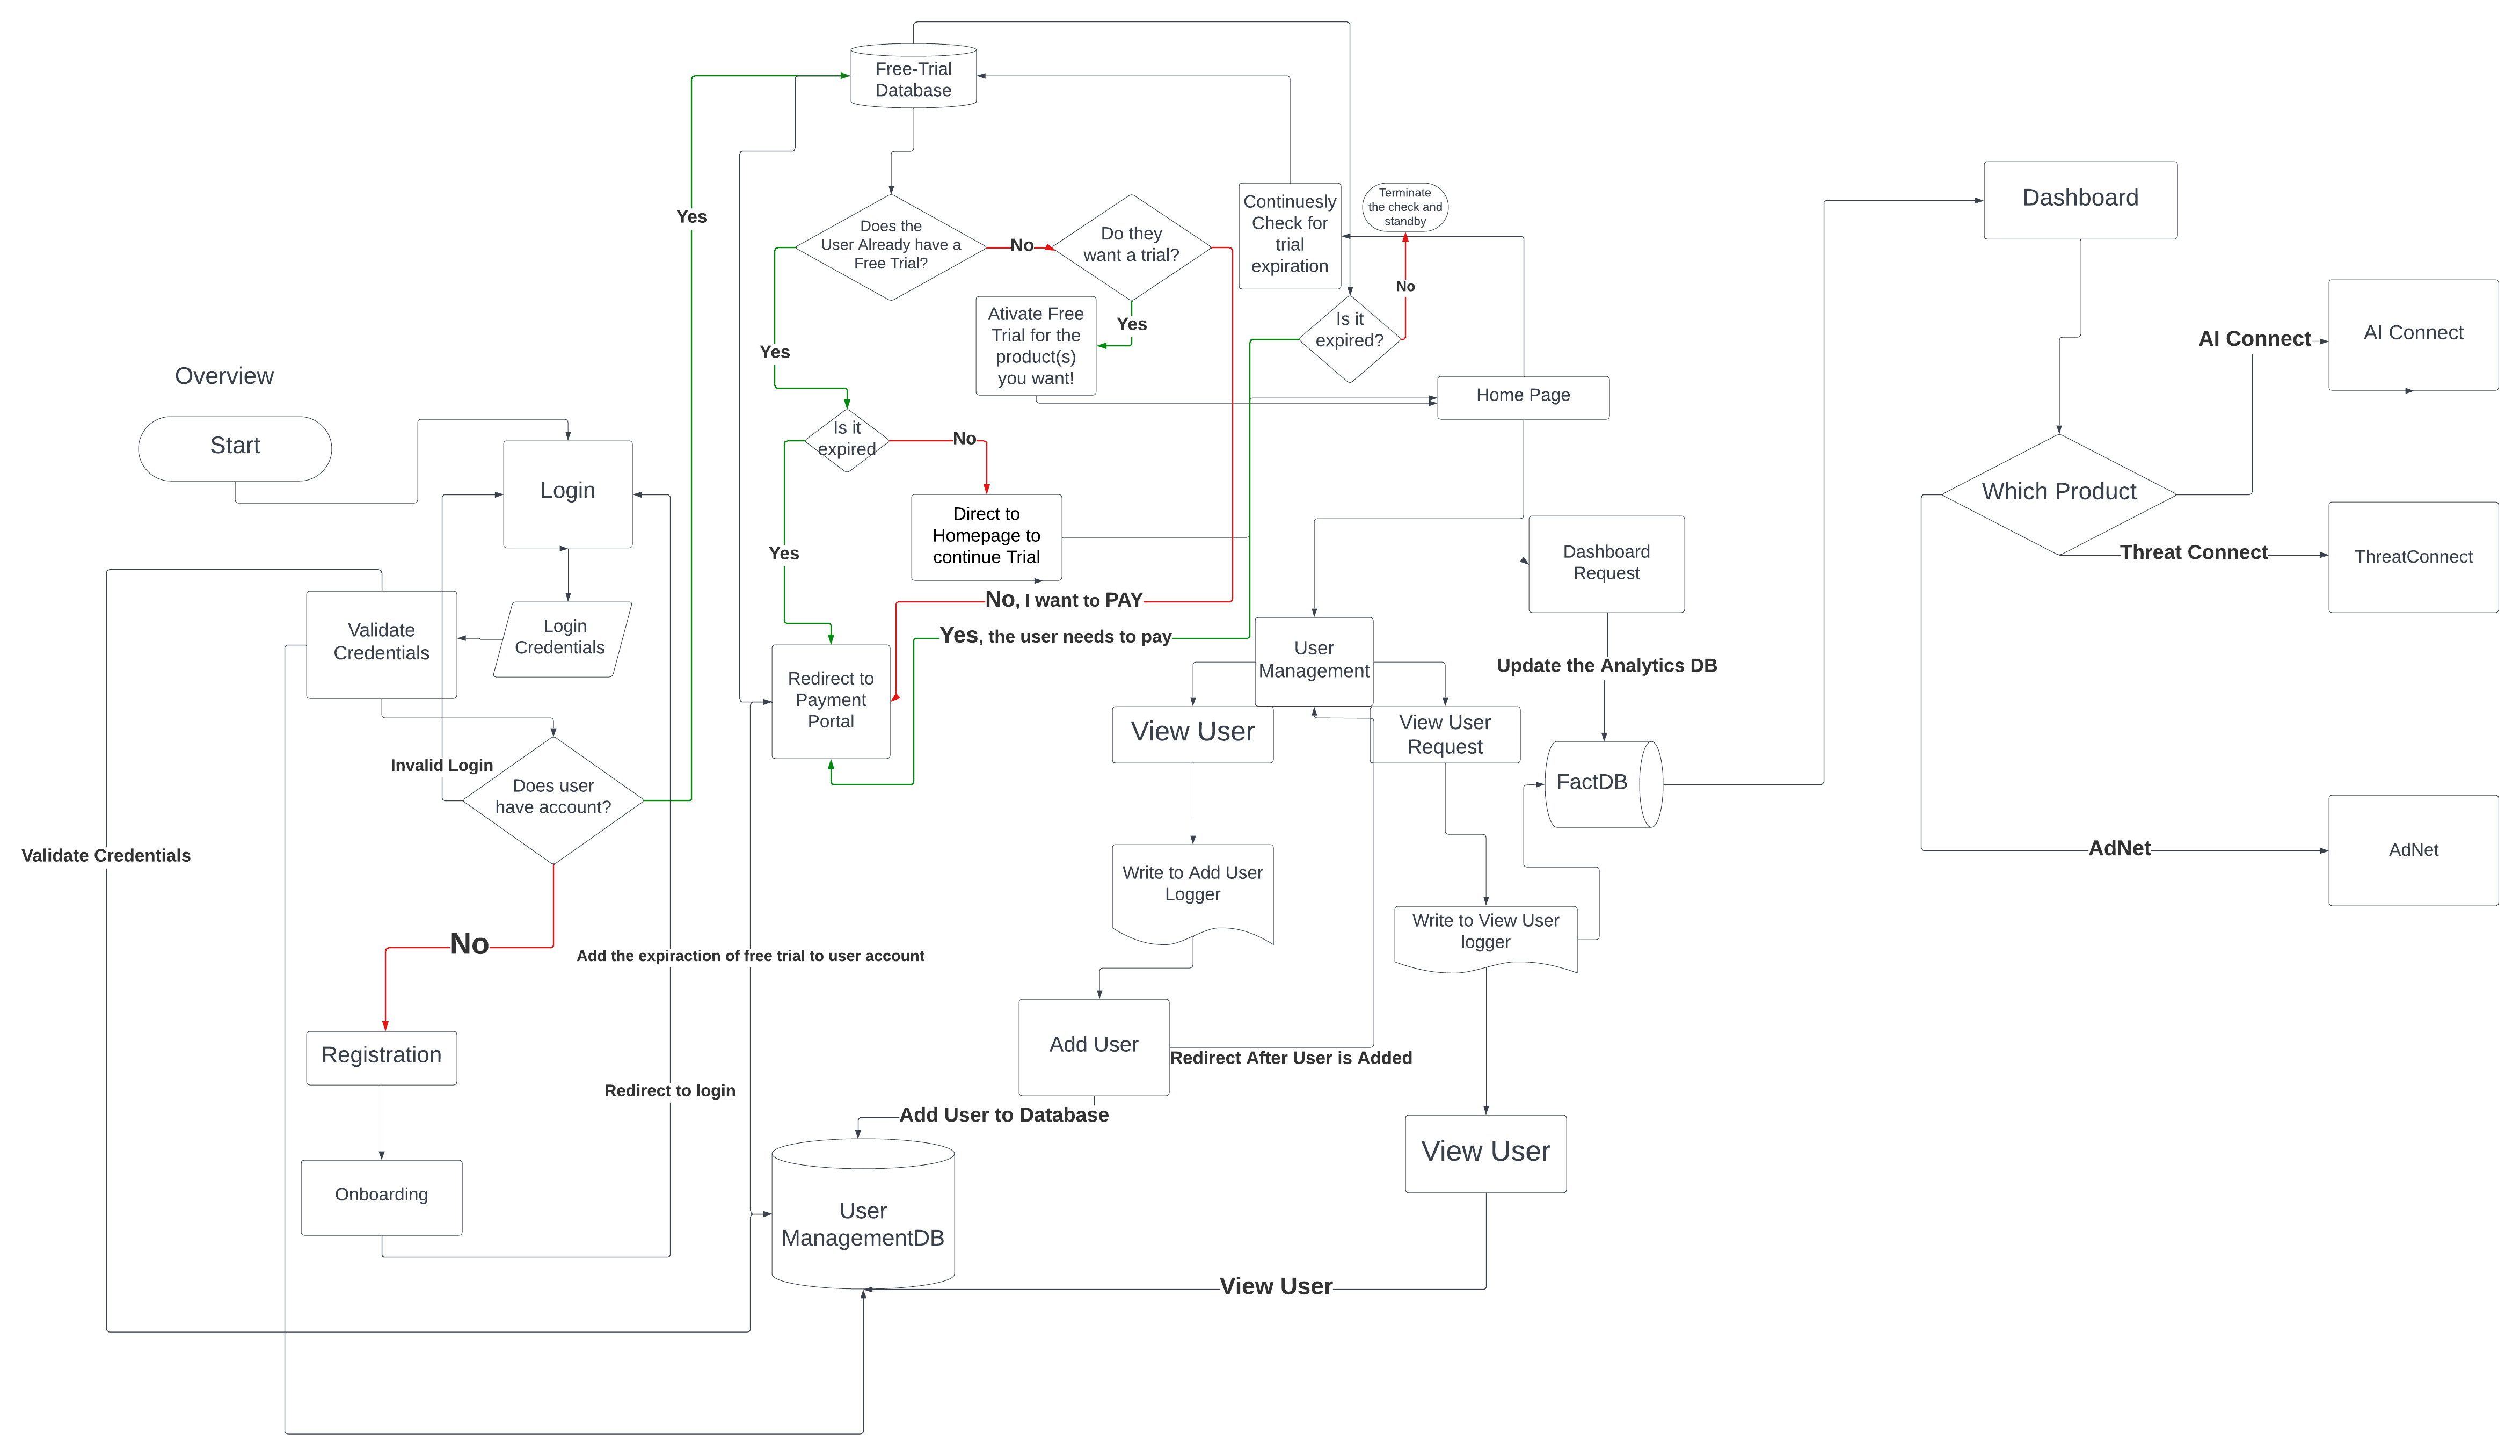 Free-Trial
Database
Yes
Does the
User Already have a
Free Trial?
No
Do they
want a trial?
Continuesly
Check for
trial
expiration
Terminate
the check and
standby
No
Dashboard
Yes
Ativate Free
Trial for the
product(s)
you want!
Yes
Is it
expired?
AI Connect
AI Connect
Overview
Start
Home Page
Is it
expired
No
Login
Which Product
Direct to
Homepage to
continue Trial
Yes
Dashboard
Request
Threat Connect
ThreatConnect
No, I want to PAY
Yes, the user needs to pay
Validate
Credentials
Login
Credentials
User
Management
Update the Analytics DB
Redirect to
Payment
Portal
View User
View User
Request
Invalid Login
Does user
have account?
FactDB
Validate Credentials
AdNet
AdNet
Write to Add User
Logger
Write to View User
logger
No
Add the expiraction of free trial to user account
Registration
Add User
Redirect After User is Added
Redirect to login
Add User to Database
View User
Onboarding
User
ManagementDB
View User